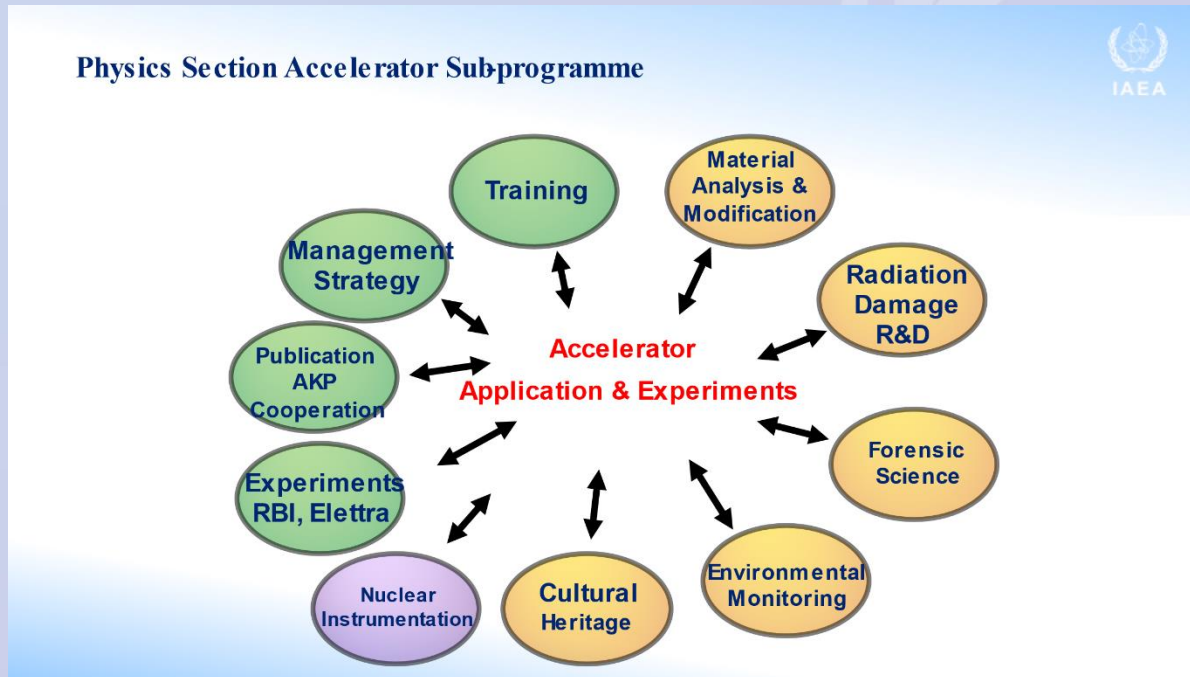 Physics Section Accelerator Sub-programme
IAEA
Training
Material
Analysis &
Modification
Management
Strategy
Radiation
Damage
R&D
Publication
AKP
Cooperation
Accelerator
Application & Experiments
Experiments
RBI, Elettra
Forensic
Science
Nuclear
Instrumentation
Cultural
Heritage
Environmental
Monitoring